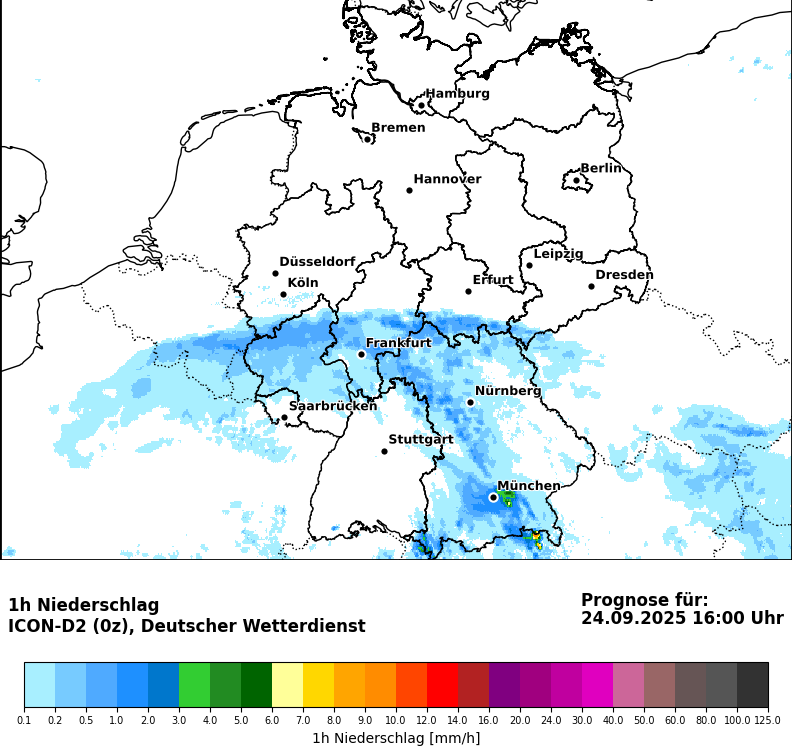 Hamburg
Bremen
Berlin
Hannover
Leipzig
Düsseldorf
Dresden
Köln
Erfurt
Frankfurt
Nürnberg
Saarbrücken
Stuttgart
München
1h Niederschlag
ICON-D2 (0z), Deutscher Wetterdienst
Prognose für:
24.09.2025 16:00 Uhr
0.1 0.2 0.5 1.0 2.0 3.0 4.0 5.0 6.0 7.0 8.0 9.0 10.0 12.0 14.0 16.0 20.0 24.0 30.0 40.0 50.0 60.0 80.0 100.0 125.0
1h Niederschlag [mm/h]